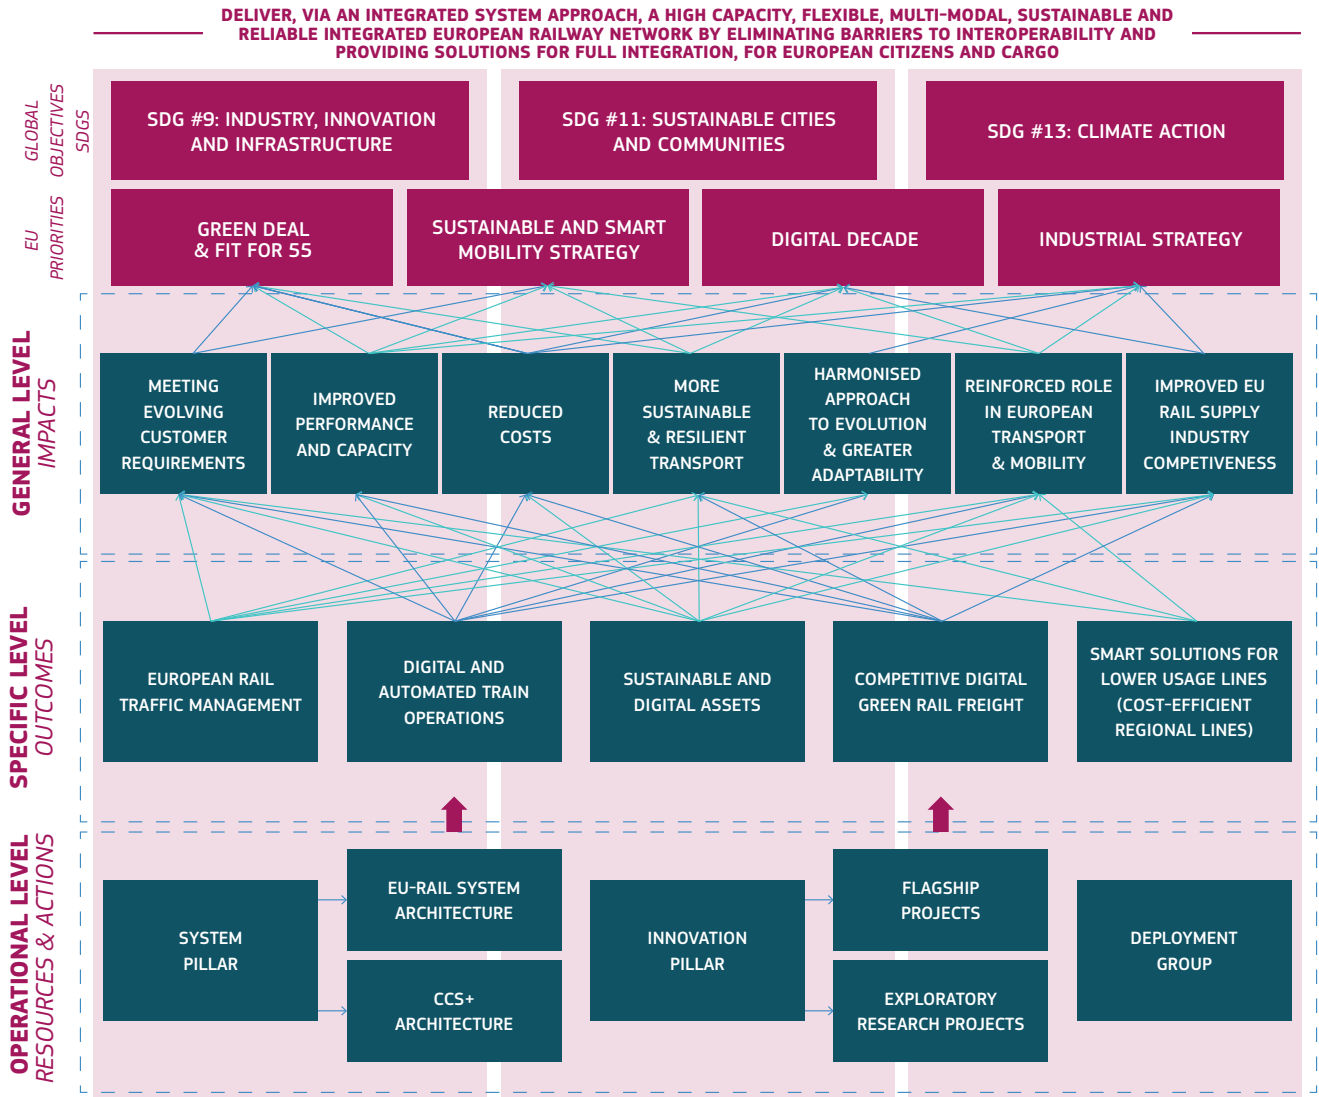 DELIVER, VIA AN INTEGRATED SYSTEM APPROACH, A HIGH CAPACITY, FLEXIBLE, MULTI-MODAL, SUSTAINABLE AND
RELIABLE INTEGRATED EUROPEAN RAILWAY NETWORK BY ELIMINATING BARRIERS TO INTEROPERABILITY AND
PROVIDING SOLUTIONS FOR FULL INTEGRATION, FOR EUROPEAN CITIZENS AND CARGO
GLOBAL
OBJECTIVES
SDGS
SDG #9: INDUSTRY, INNOVATION
AND INFRASTRUCTURE
SDG #11: SUSTAINABLE CITIES
AND COMMUNITIES
SDG #13: CLIMATE ACTION
EU
PRIORITIES
GREEN DEAL
& FIT FOR 55
SUSTAINABLE AND SMART
MOBILITY STRATEGY
DIGITAL DECADE
INDUSTRIAL STRATEGY
GENERAL LEVEL
IMPACTS
MEETING
EVOLVING
CUSTOMER
REQUIREMENTS
IMPROVED
PERFORMANCE
AND CAPACITY
REDUCED
COSTS
MORE
SUSTAINABLE
& RESILIENT
TRANSPORT
HARMONISED
APPROACH
TO EVOLUTION
& GREATER
ADAPTABILITY
REINFORCED ROLE
IN EUROPEAN
TRANSPORT
& MOBILITY
IMPROVED EU
RAIL SUPPLY
INDUSTRY
COMPETIVENESS
SPECIFIC LEVEL
OUTCOMES
EUROPEAN RAIL
TRAFFIC MANAGEMENT
DIGITAL AND
AUTOMATED TRAIN
OPERATIONS
SUSTAINABLE AND
DIGITAL ASSETS
COMPETITIVE DIGITAL
GREEN RAIL FREIGHT
SMART SOLUTIONS FOR
LOWER USAGE LINES
(COST-EFFICIENT
REGIONAL LINES)
OPERATIONAL LEVEL
RESOURCES & ACTIONS
SYSTEM
PILLAR
EU-RAIL SYSTEM
ARCHITECTURE
CCS+
ARCHITECTURE
INNOVATION
PILLAR
FLAGSHIP
PROJECTS
EXPLORATORY
RESEARCH PROJECTS
DEPLOYMENT
GROUP